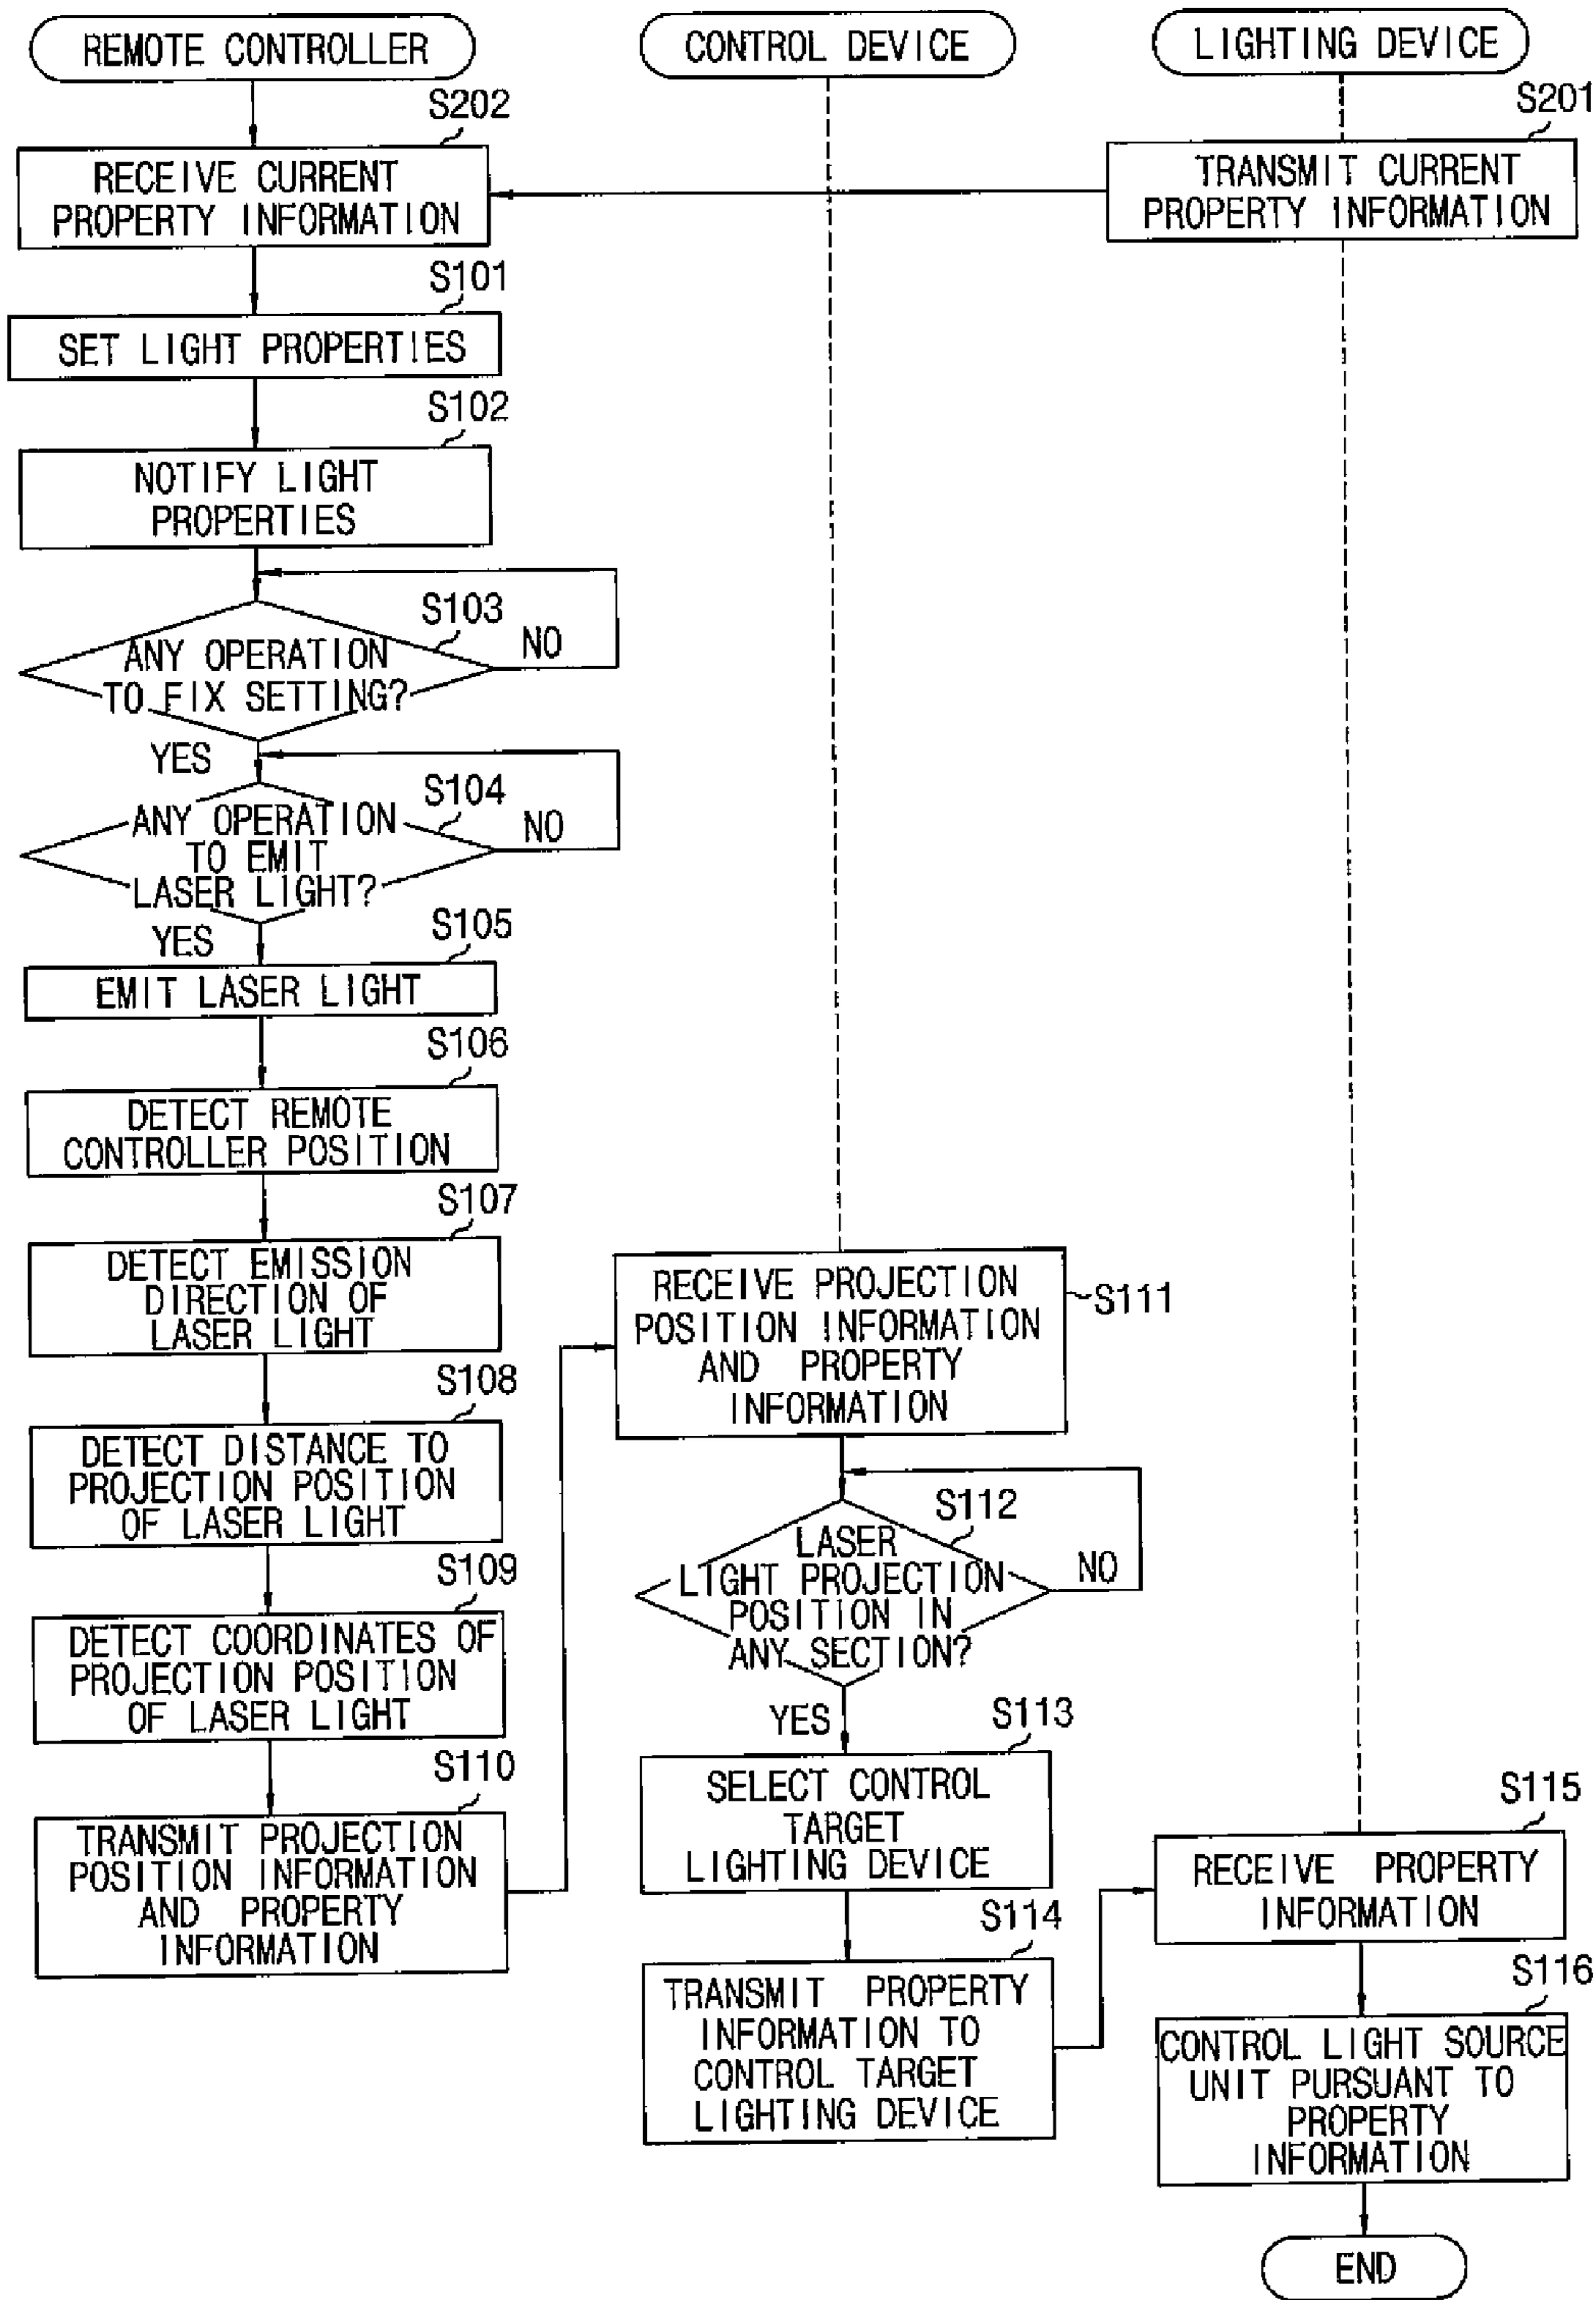 REMOTE CONTROLLER
CONTROL DEVICE
LIGHTING DEVICE
S202
S201
RECEIVE CURRENT
PROPERTY INFORMATION
TRANSMIT CURRENT
PROPERTY INFORMATION
S101
SET LIGHT PROPERTIES
S102
NOTIFY LIGHT
PROPERTIES
S103
ANY OPERATION
TO FIX SETTING?
NO
YES
S104
ANY OPERATION
TO EMIT
LASER LIGHT?
NO
YES
S105
EMIT LASER LIGHT
S106
DETECT REMOTE
CONTROLLER POSITION
S107
DETECT EMISSION
DIRECTION OF
LASER LIGHT
S108
DETECT DISTANCE TO
PROJECTION POSITION
OF LASER LIGHT
S109
DETECT COORDINATES OF
PROJECTION POSITION
OF LASER LIGHT
S110
TRANSMIT PROJECTION
POSITION INFORMATION
AND PROPERTY
INFORMATION
RECEIVE PROJECTION
POSITION INFORMATION
AND PROPERTY
INFORMATION
S111
S112
LASER
LIGHT PROJECTION
POSITION IN
ANY SECTION?
NO
YES
S113
SELECT CONTROL
TARGET
LIGHTING DEVICE
S114
TRANSMIT PROPERTY
INFORMATION TO
CONTROL TARGET
LIGHTING DEVICE
S115
RECEIVE PROPERTY
INFORMATION
S116
CONTROL LIGHT SOURCE
UNIT PURSUANT TO
PROPERTY
INFORMATION
END